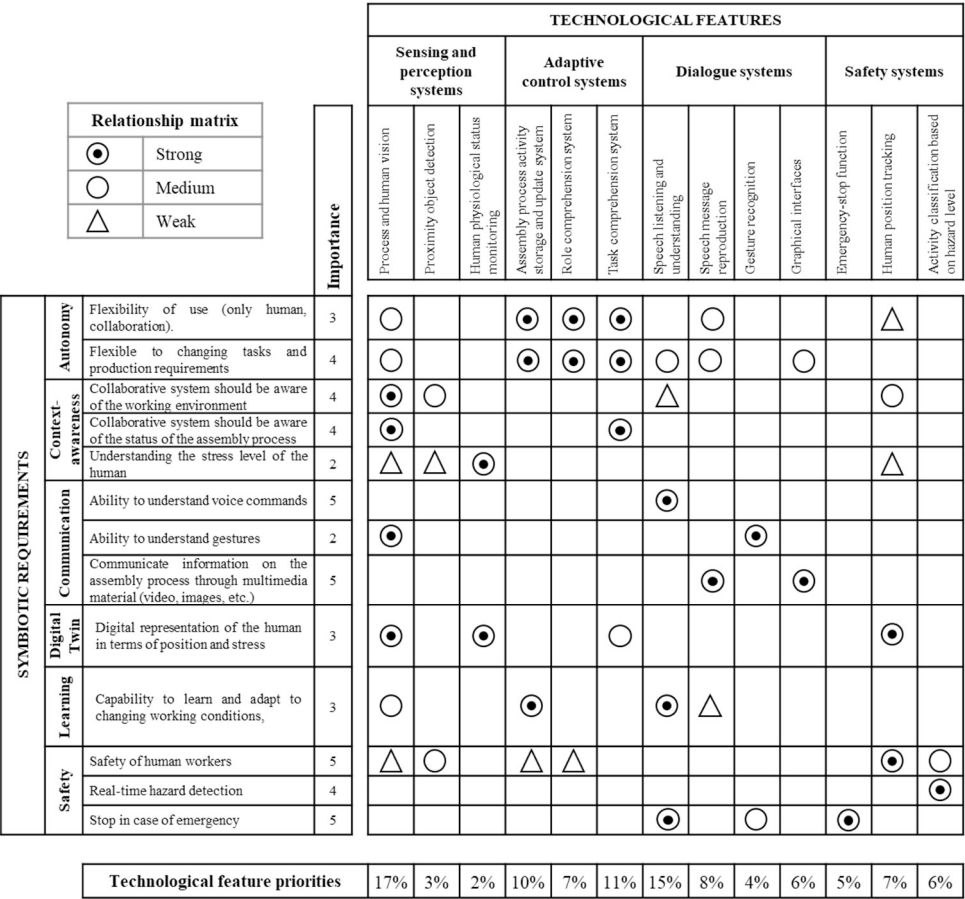 TECHNOLOGICAL FEATURES
Sensing and
perception
systems
Adaptive
control systems
Dialogue systems
Safety systems
Relationship matrix
Strong
Medium
Weak
Importance
Process and human vision
Proximity object detection
Human physiological status
monitoring
Assembly process activity
storage and update system
Role comprehension system
Task comprehension system
Speech listening and
understanding
Speech message
reproduction
Gesture recognition
Graphical interfaces
Emergency-stop function
Human position tracking
Activity classification based
on hazard level
SYMBIOTIC REQUIREMENTS
Autonomy
Flexibility of use (only human,
collaboration).
3
Flexible to changing tasks and
production requirements
4
Context-
awareness
Collaborative system should be aware
of the working environment
4
Collaborative system should be aware
of the status of the assembly process
4
Understanding the stress level of the
human
2
Communication
Ability to understand voice commands
5
Ability to understand gestures
2
Communicate information on the
assembly process through multimedia
material (video, images, etc.)
5
Digital
Twin
Digital representation of the human
in terms of position and stress
3
Learning
Capability to learn and adapt to
changing working conditions,
3
Safety
Safety of human workers
5
Real-time hazard detection
4
Stop in case of emergency
5
Technological feature priorities
17% 3% 2% 10% 7% 11% 15% 8% 4% 6% 5% 7% 6%